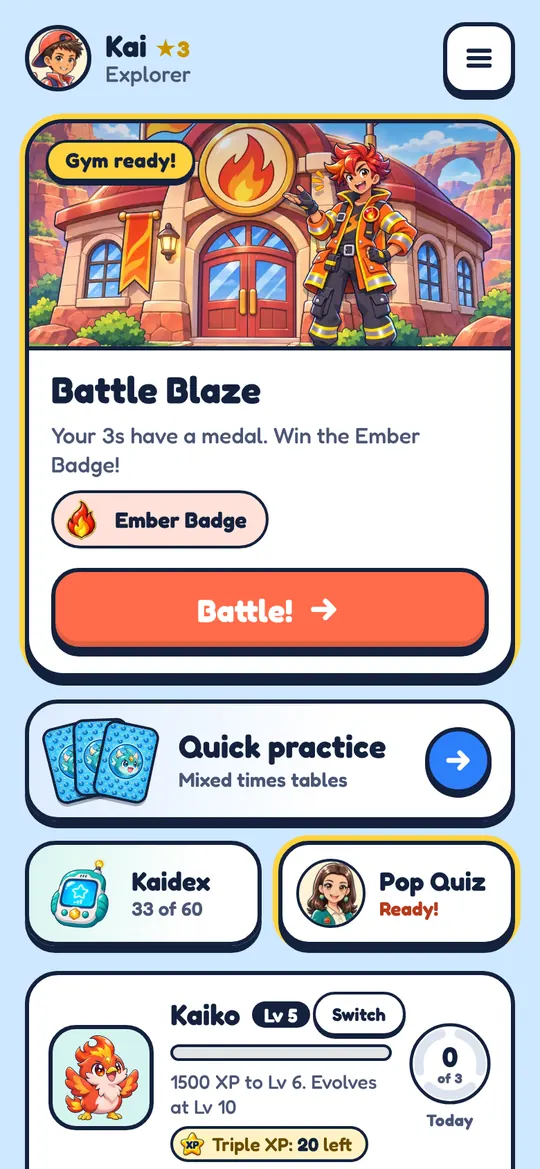 Kai ★3
Explorer
Gym ready!
Battle Blaze
Your 3s have a medal. Win the Ember
Badge!
Ember Badge
Battle! →
Quick practice
Mixed times tables
Kaidex
33 of 60
Pop Quiz
Ready!
Kaiko Lv 5 Switch
1500 XP to Lv 6. Evolves
at Lv 10
0
of 3
Today
XP Triple XP: 20 left